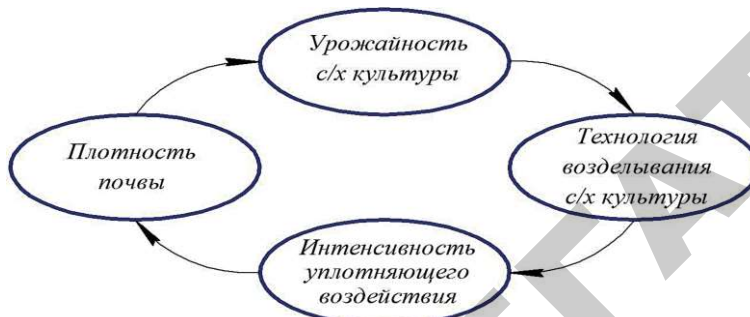 Урожайность
с/х культуры
Плотность
почвы
Технология
возделывания
с/х культуры
Интенсивность
уплотняющего
воздействия